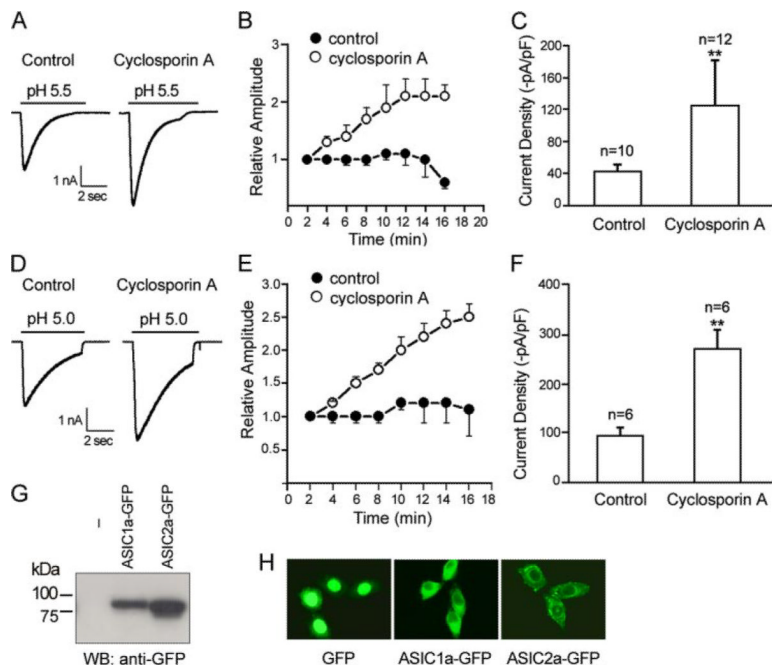 A
Control Cyclosporin A
pH 5.5 pH 5.5
1 nA
2 sec
B
control
cyclosporin A
Relative Amplitude
3
2
1
0
0 2 4 6 8 10 12 14 16 18 20
Time (min)
C
Current Density (-pA/pF)
200
160
120
80
40
0
n=10
n=12
**
Control Cyclosporin A
D
Control Cyclosporin A
pH 5.0 pH 5.0
1 nA
2 sec
E
control
cyclosporin A
Relative Amplitude
2.5
2.0
1.5
1.0
0.5
0 2 4 6 8 10 12 14 16 18
Time (min)
F
Current Density (-pA/pF)
400
300
200
100
0
n=6
n=6
**
Control Cyclosporin A
G
–
ASIC1a-GFP
ASIC2a-GFP
kDa
100
75
WB: anti-GFP
H
GFP ASIC1a-GFP ASIC2a-GFP